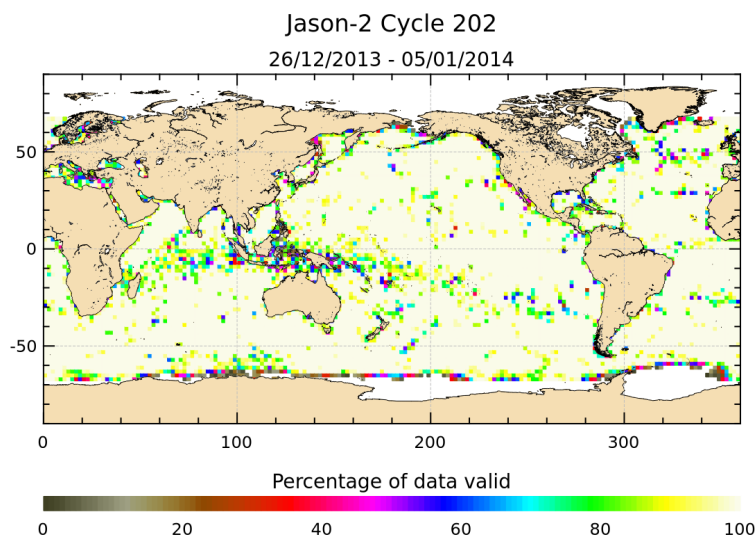 Jason-2 Cycle 202
26/12/2013 - 05/01/2014
50
0
-50
0 100 200 300
Percentage of data valid
0 20 40 60 80 100